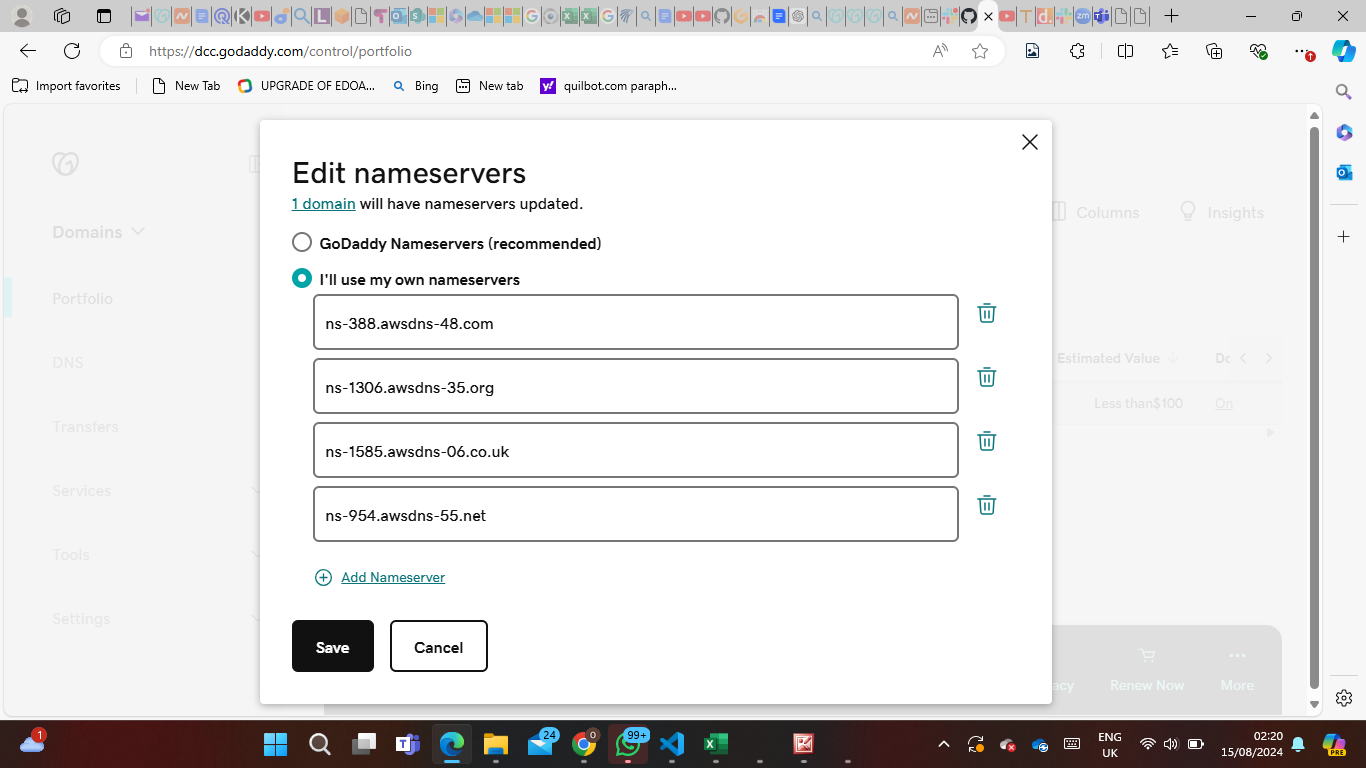 https://dcc.godaddy.com/control/portfolio
Import favorites
New Tab
UPGRADE OF EDOA...
Bing
New tab
quilbot.com paraph...
Edit nameservers
1 domain will have nameservers updated.
Domains
Columns
Insights
GoDaddy Nameservers (recommended)
I'll use my own nameservers
Portfolio
ns-388.awsdns-48.com
DNS
Estimated Value
Do
ns-1306.awsdns-35.org
Less than$100
On
Transfers
ns-1585.awsdns-06.co.uk
Services
ns-954.awsdns-55.net
Tools
Add Nameserver
Settings
Save
Cancel
acy
Renew Now
More
1
24
0
99+
ENG
UK
02:20
15/08/2024
PRE